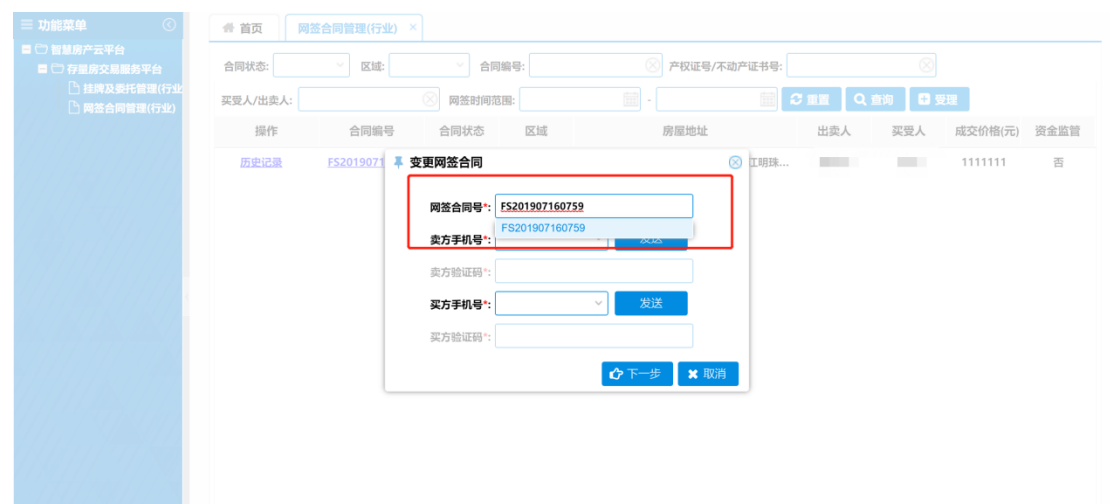 功能菜单
智慧房产云平台
存量房交易服务平台
挂牌及委托管理(行业
网签合同管理(行业)
首页 网签合同管理(行业) ×
合同状态: 区域: 合同编号: 产权证号/不动产证书号:
买受人/出卖人: 网签时间范围: - 重置 查询 受理
操作 合同编号 合同状态 区域 房屋地址 出卖人 买受人 成交价格(元) 资金监管
历史记录 FS2019071 江明珠... 1111111 否
变更网签合同
网签合同号*: FS201907160759
FS201907160759
卖方手机号*: 发送
卖方验证码*:
买方手机号*: 发送
买方验证码*:
下一步 取消